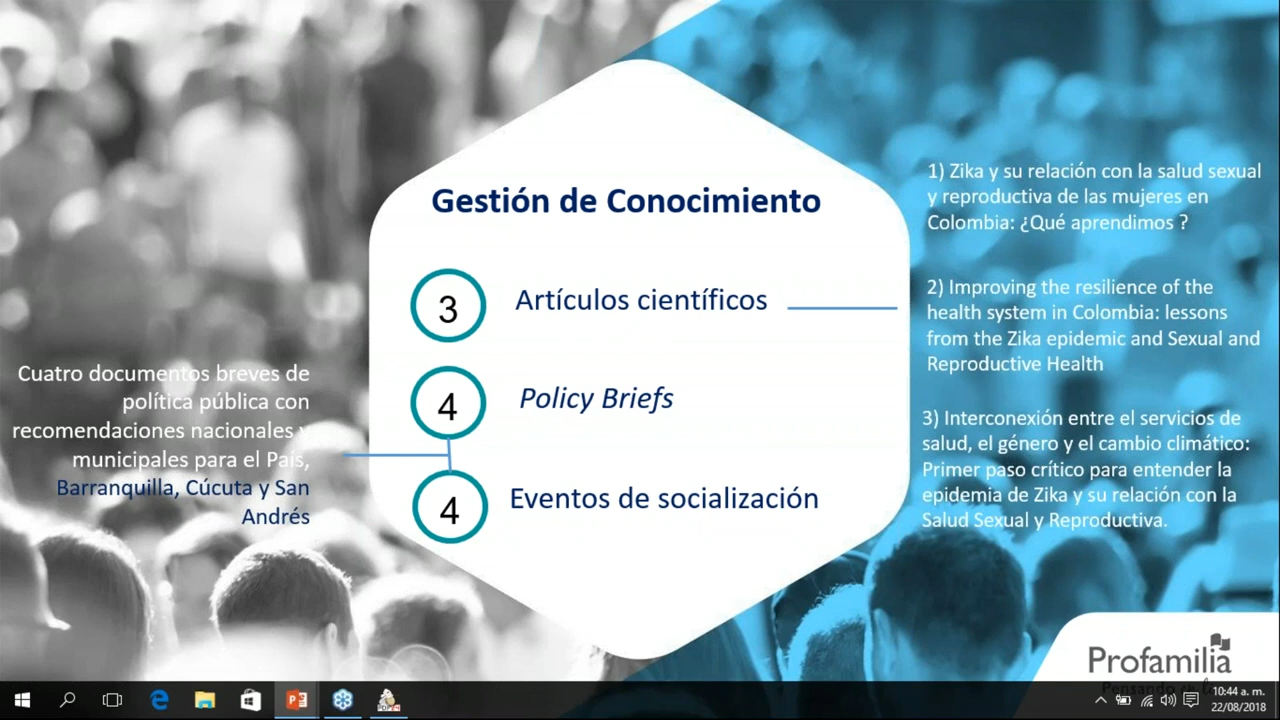 Gestión de Conocimiento
3
Artículos científicos
4
Policy Briefs
4
Eventos de socialización
Cuatro documentos breves de
política pública con
recomendaciones nacionales y
municipales para el País,
Barranquilla, Cúcuta y San
Andrés
1) Zika y su relación con la salud sexual
y reproductiva de las mujeres en
Colombia: ¿Qué aprendimos ?
2) Improving the resilience of the
health system in Colombia: lessons
from the Zika epidemic and Sexual and
Reproductive Health
3) Interconexión entre el servicios de
salud, el género y el cambio climático:
Primer paso crítico para entender la
epidemia de Zika y su relación con la
Salud Sexual y Reproductiva.
Profamilia
10:44 a. m.
22/08/2018